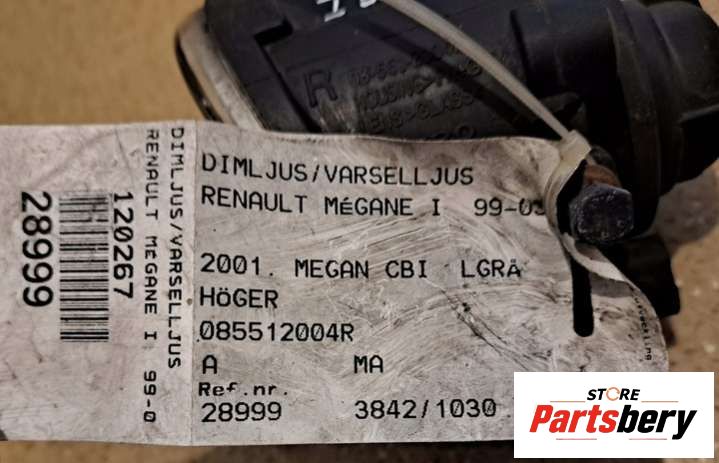 R
DIMLJUS/VARSELLJUS
RENAULT MÉGANE I 99-0
2001. MEGAN CBI LGRÅ
HöGER
085512004R
A MA
Ref.nr.
28999 3842/1030
DIMLJUS/VARSELLJUS
RENAULT MEGANE I 99-0
120267
28999
STORE
Partsbery